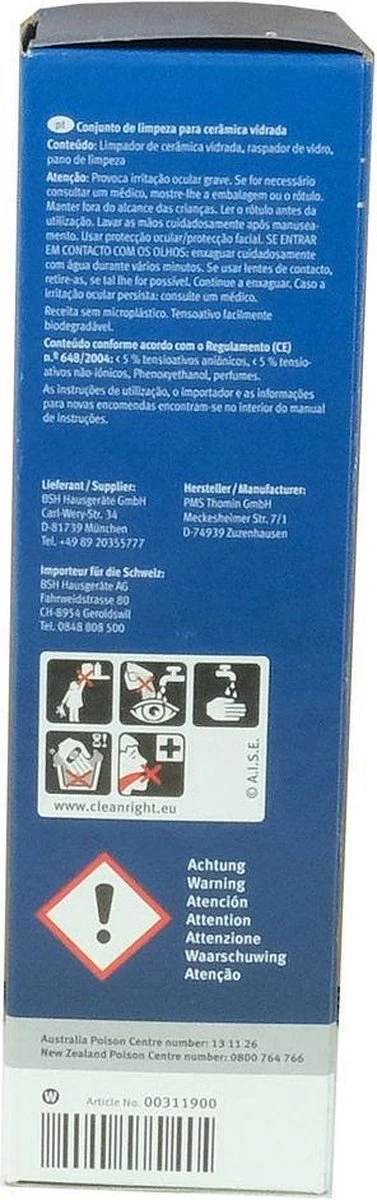 pt Conjunto de limpeza para cerâmica vidrada
Conteúdo: Limpador de cerâmica vidrada, raspador de vidro,
pano de limpeza
Atenção: Provoca irritação ocular grave. Se for necessário
consultar um médico, mostre-lhe a embalagem ou o rótulo.
Manter fora do alcance das crianças. Ler o rótulo antes da
utilização. Lavar as mãos cuidadosamente após manusea-
mento. Usar protecção ocular/protecção facial. SE ENTRAR
EM CONTACTO COM OS OLHOS: enxaguar cuidadosamente
com água durante vários minutos. Se usar lentes de contacto,
retire-as, se tal lhe for possível. Continue a enxaguar. Caso a
irritação ocular persista: consulte um médico.
Receita sem microplástico. Tensoativo facilmente
biodegradável.
Conteúdo conforme acordo com o Regulamento (CE)
n.º 648/2004: < 5 % tensioativos aniônicos, < 5 % tensio-
ativos não-iônicos, Phenoxyethanol, perfumes.
As instruções de utilização, o importador e as informações
para novas encomendas encontram-se no interior do manual
de instruções.
Lieferant / Supplier:
BSH Hausgeräte GmbH
Carl-Wery-Str. 34
D-81739 München
Tel. +49 89 20355777
Hersteller / Manufacturer:
PMS Thomin GmbH
Meckesheimer Str. 7/1
D-74939 Zuzenhausen
Importeur für die Schweiz:
BSH Hausgeräte AG
Fahrweidstrasse 80
CH-8954 Geroldswil
Tel. 0848 808 500
www.cleanright.eu
© A.I.S.E.
Achtung
Warning
Atención
Attention
Attenzione
Waarschuwing
Atenção
Australia Poison Centre number: 13 11 26
New Zealand Poison Centre number: 0800 764 766
W Article No. 00311900